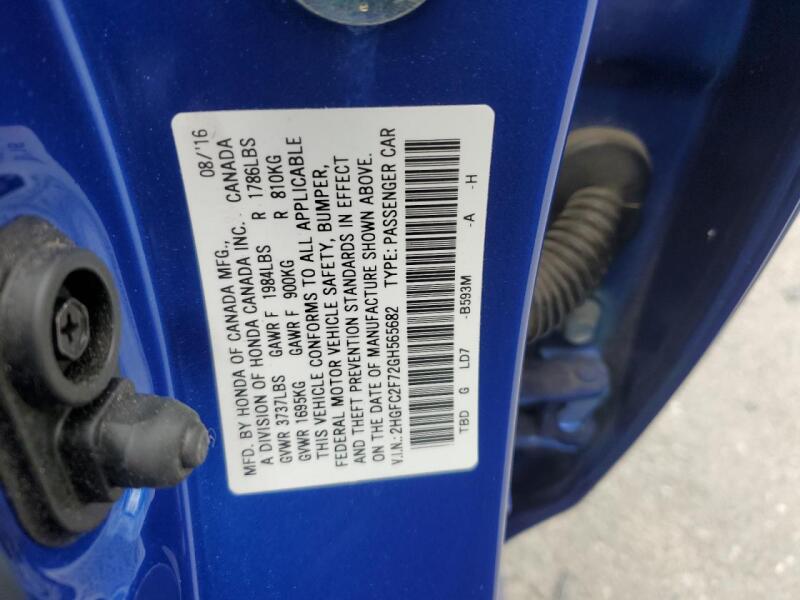 MFD. BY HONDA OF CANADA MFG., 08/'16
A DIVISION OF HONDA CANADA INC. CANADA
GVWR 3737LBS GAWR F 1984LBS R 1786LBS
GVWR 1695KG GAWR F 900KG R 810KG
THIS VEHICLE CONFORMS TO ALL APPLICABLE
FEDERAL MOTOR VEHICLE SAFETY, BUMPER,
AND THEFT PREVENTION STANDARDS IN EFFECT
ON THE DATE OF MANUFACTURE SHOWN ABOVE.
V.I.N.: 2HGFC2F72GH565682 TYPE: PASSENGER CAR
TBD G LD7 -B593M -A -H